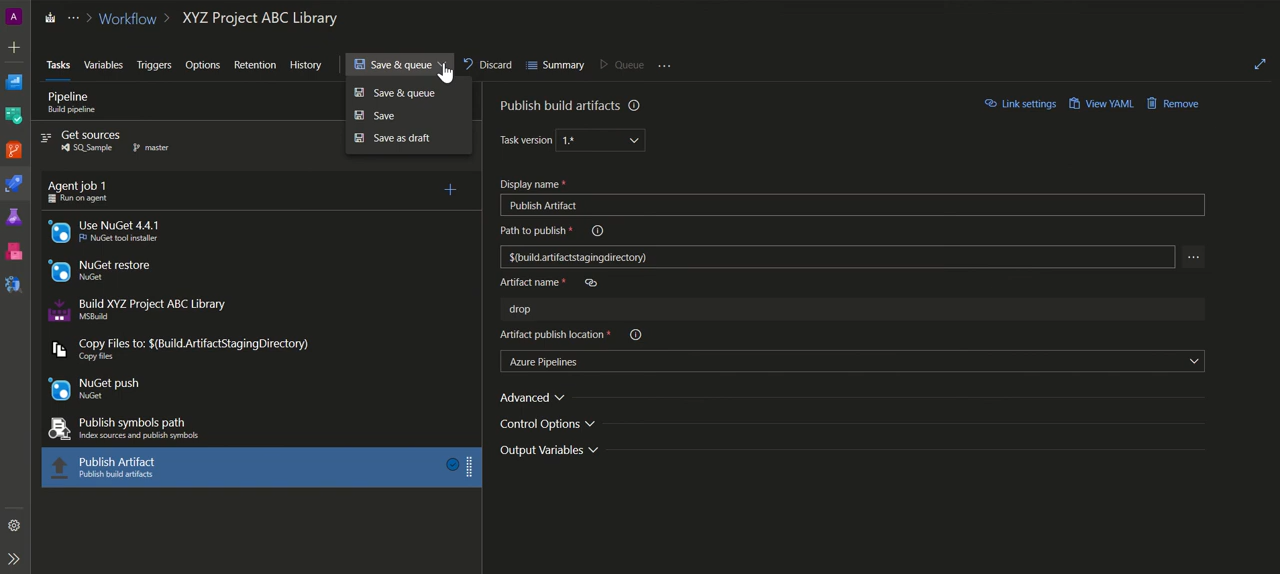 A
... > Workflow > XYZ Project ABC Library
Tasks Variables Triggers Options Retention History Save & queue Discard Summary Queue ...
Save & queue
Save
Save as draft
Pipeline
Build pipeline
Get sources
SQ_Sample master
Agent job 1
Run on agent
Use NuGet 4.4.1
NuGet tool installer
NuGet restore
NuGet
Build XYZ Project ABC Library
MSBuild
Copy Files to: $(Build.ArtifactStagingDirectory)
Copy files
NuGet push
NuGet
Publish symbols path
Index sources and publish symbols
Publish Artifact
Publish build artifacts
Publish build artifacts Link settings View YAML Remove
Task version 1.*
Display name *
Publish Artifact
Path to publish *
$(build.artifactstagingdirectory) ...
Artifact name *
drop
Artifact publish location *
Azure Pipelines
Advanced
Control Options
Output Variables